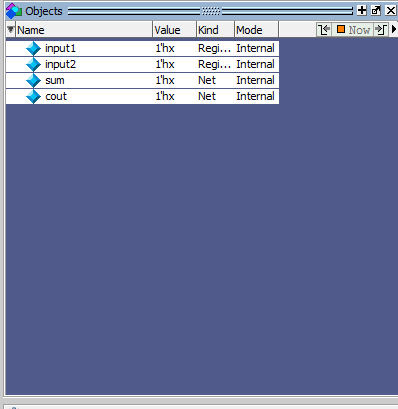 Objects
Name Value Kind Mode Now
input1 1'hx Regi... Internal
input2 1'hx Regi... Internal
sum 1'hx Net Internal
cout 1'hx Net Internal